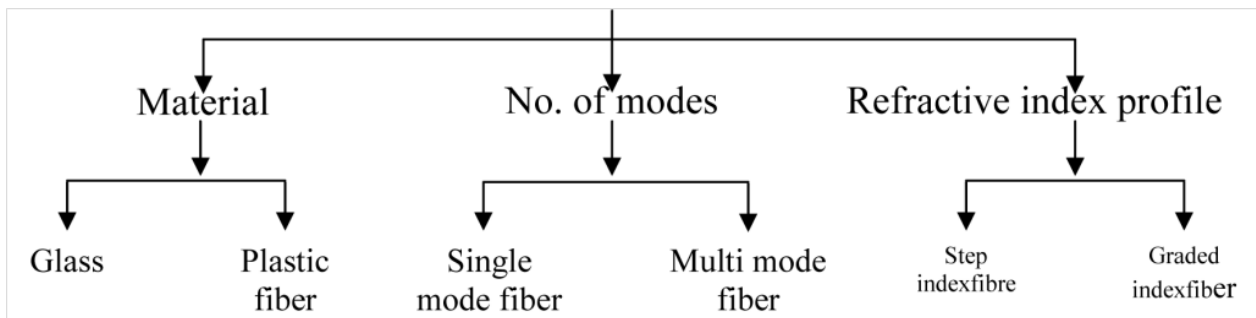 Material
No. of modes
Refractive index profile
Glass
Plastic
fiber
Single
mode fiber
Multi mode
fiber
Step
indexfibre
Graded
indexfiber